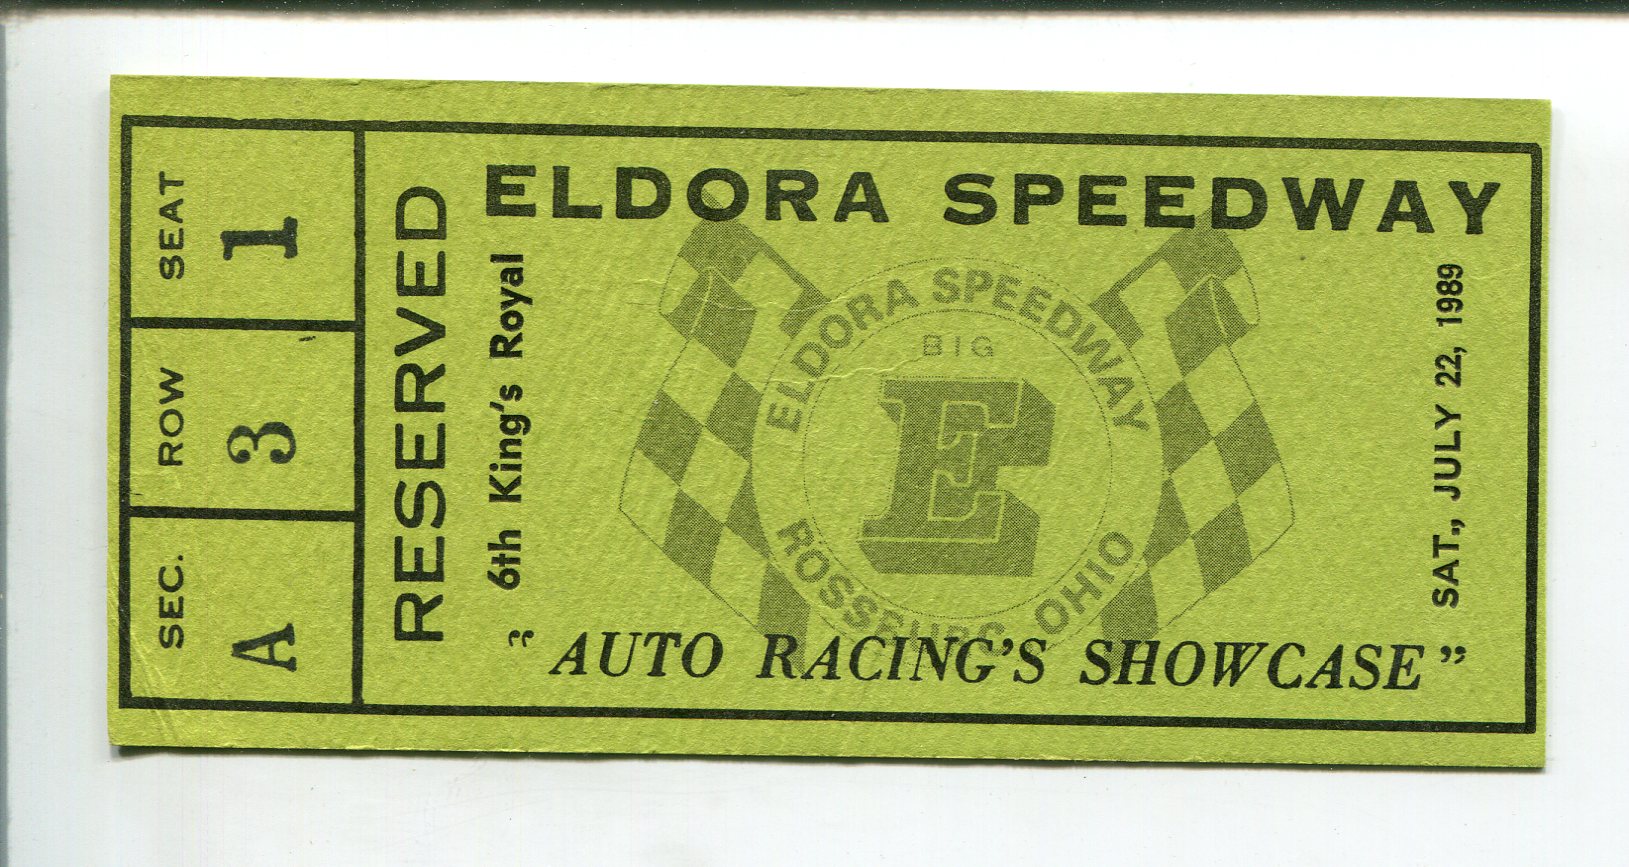 SEAT
1
ROW
3
SEC.
A
RESERVED
ELDORA SPEEDWAY
6th King's Royal
ELDORA SPEEDWAY
BIG
E
ROSSBURG, OHIO
SAT., JULY 22, 1989
"AUTO RACING'S SHOWCASE"